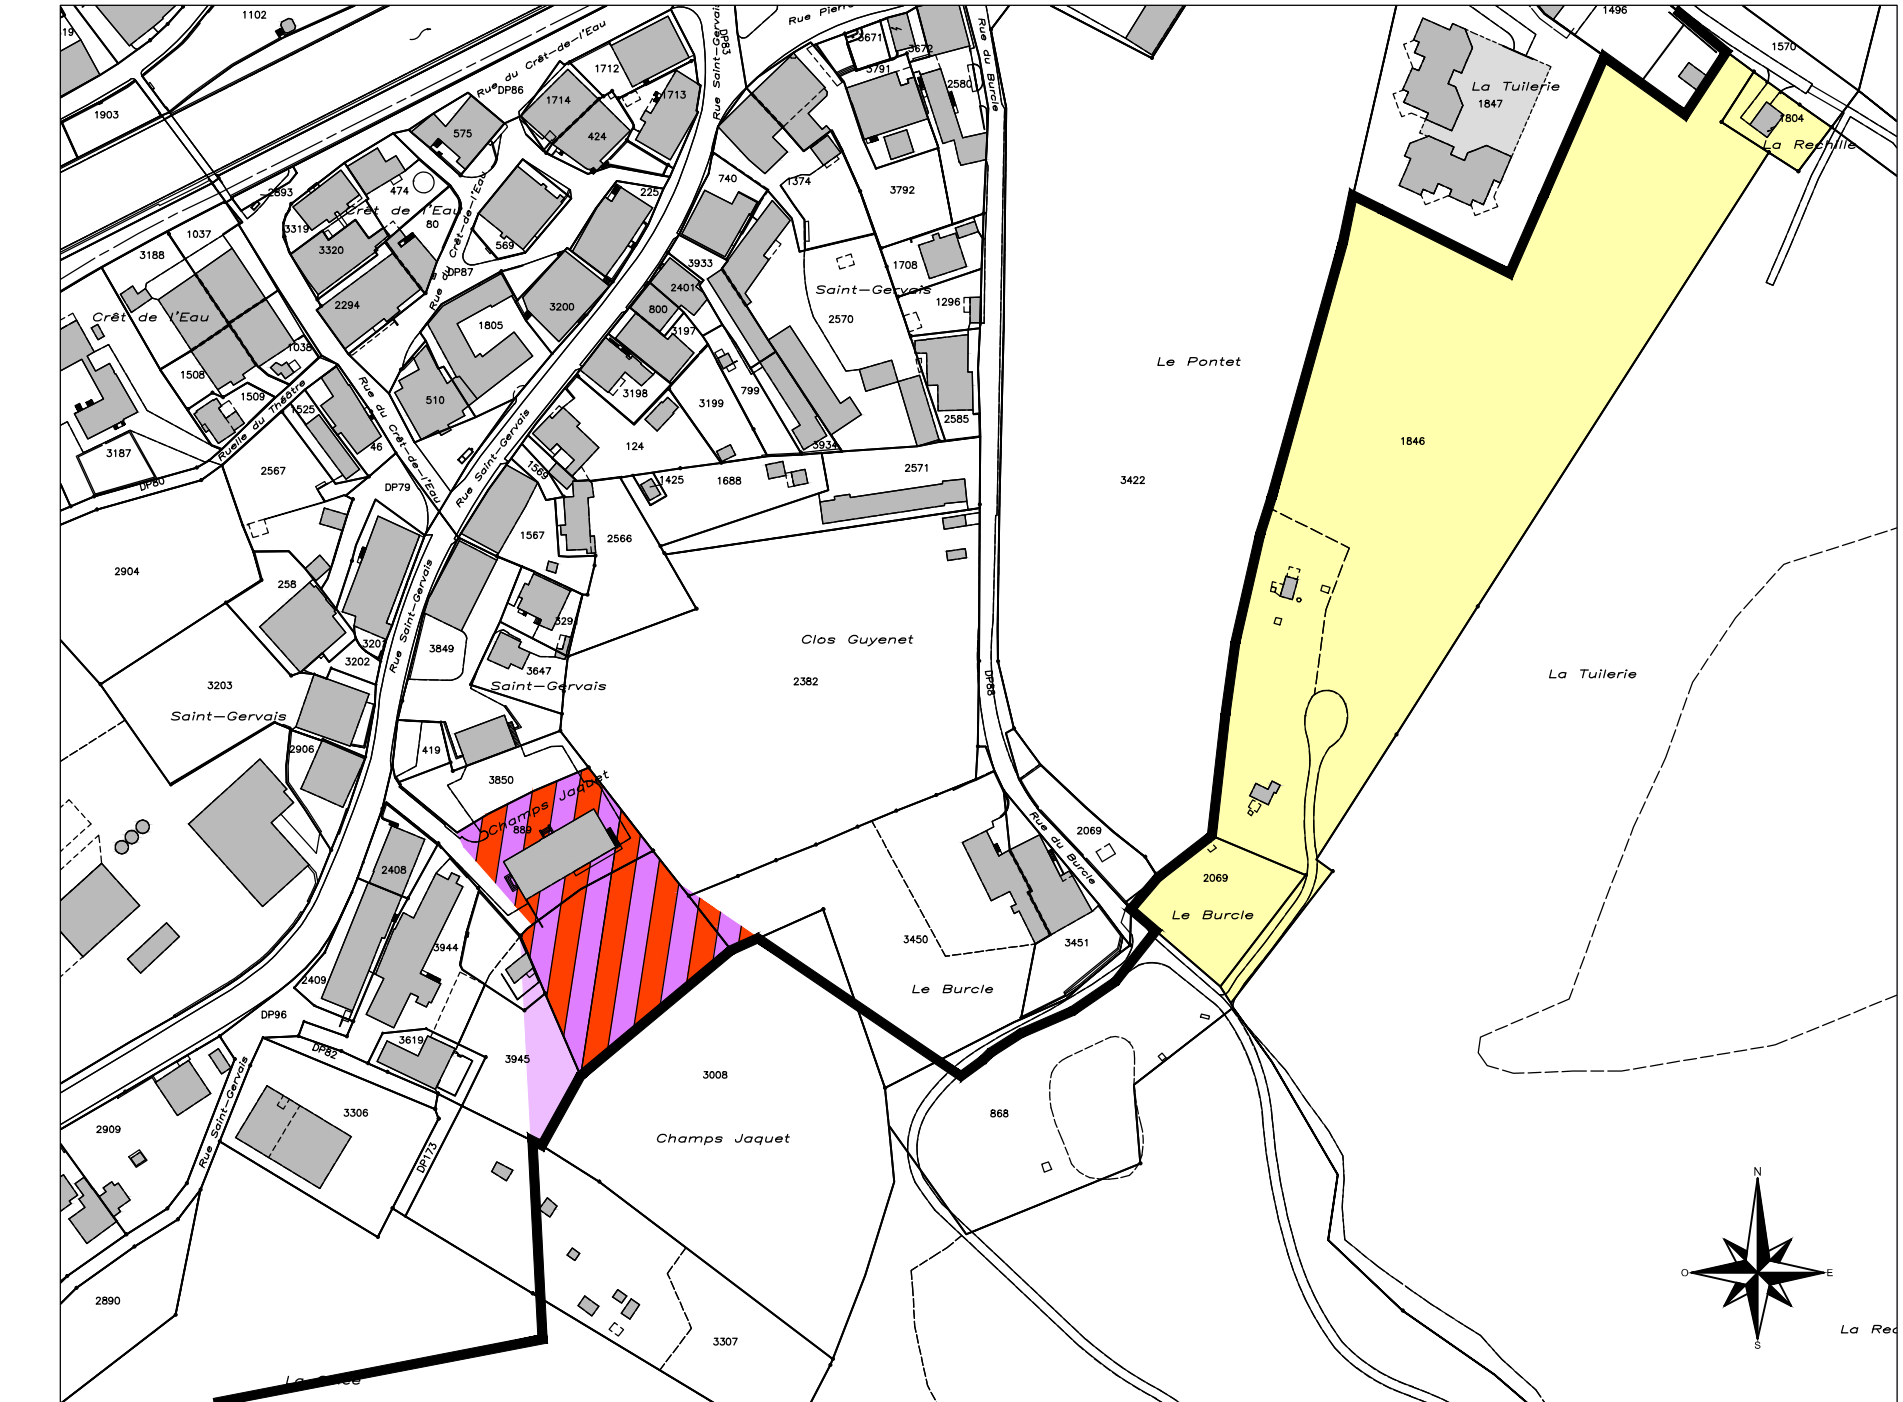 1102
19
1903
Rue du Crêt-de-l'Eau
DP86
1712
1714
1713
424
575
Rue Saint-Gervais
DP83
Rue Pierre
3671
3672
3791
2580
Rue du Burcle
1496
1570
La Tuilerie
1847
1804
La Rechille
2893
474
Crêt de l'Eau
80
3319
3320
2294
Rue du Crêt-de-l'Eau
DP87
569
225
740
1374
3792
3188
1037
Crêt de l'Eau
1038
1508
1509
1525
Ruelle du Théâtre
46
Rue du Crêt-de-l'Eau
510
1805
3200
3933
2401
800
3197
3198
3199
799
3934
Saint-Gervais
2570
1708
1296
2585
Le Pontet
3422
1846
3187
DP80
2567
DP79
Rue Saint-Gervais
1569
124
1425
1688
2571
2904
258
1567
2566
329
3201
3202
3203
Saint-Gervais
Rue Saint-Gervais
3849
3647
Saint-Gervais
Clos Guyenet
2382
DP88
La Tuilerie
2906
419
3850
Champs Jaquet
889
2408
2409
3944
2069
Rue du Burcle
2069
Le Burcle
3450
3451
Le Burcle
DP96
DP82
3619
3945
3008
Champs Jaquet
868
3306
DP173
2909
Rue Saint-Gervais
2890
3307
N
O
E
S